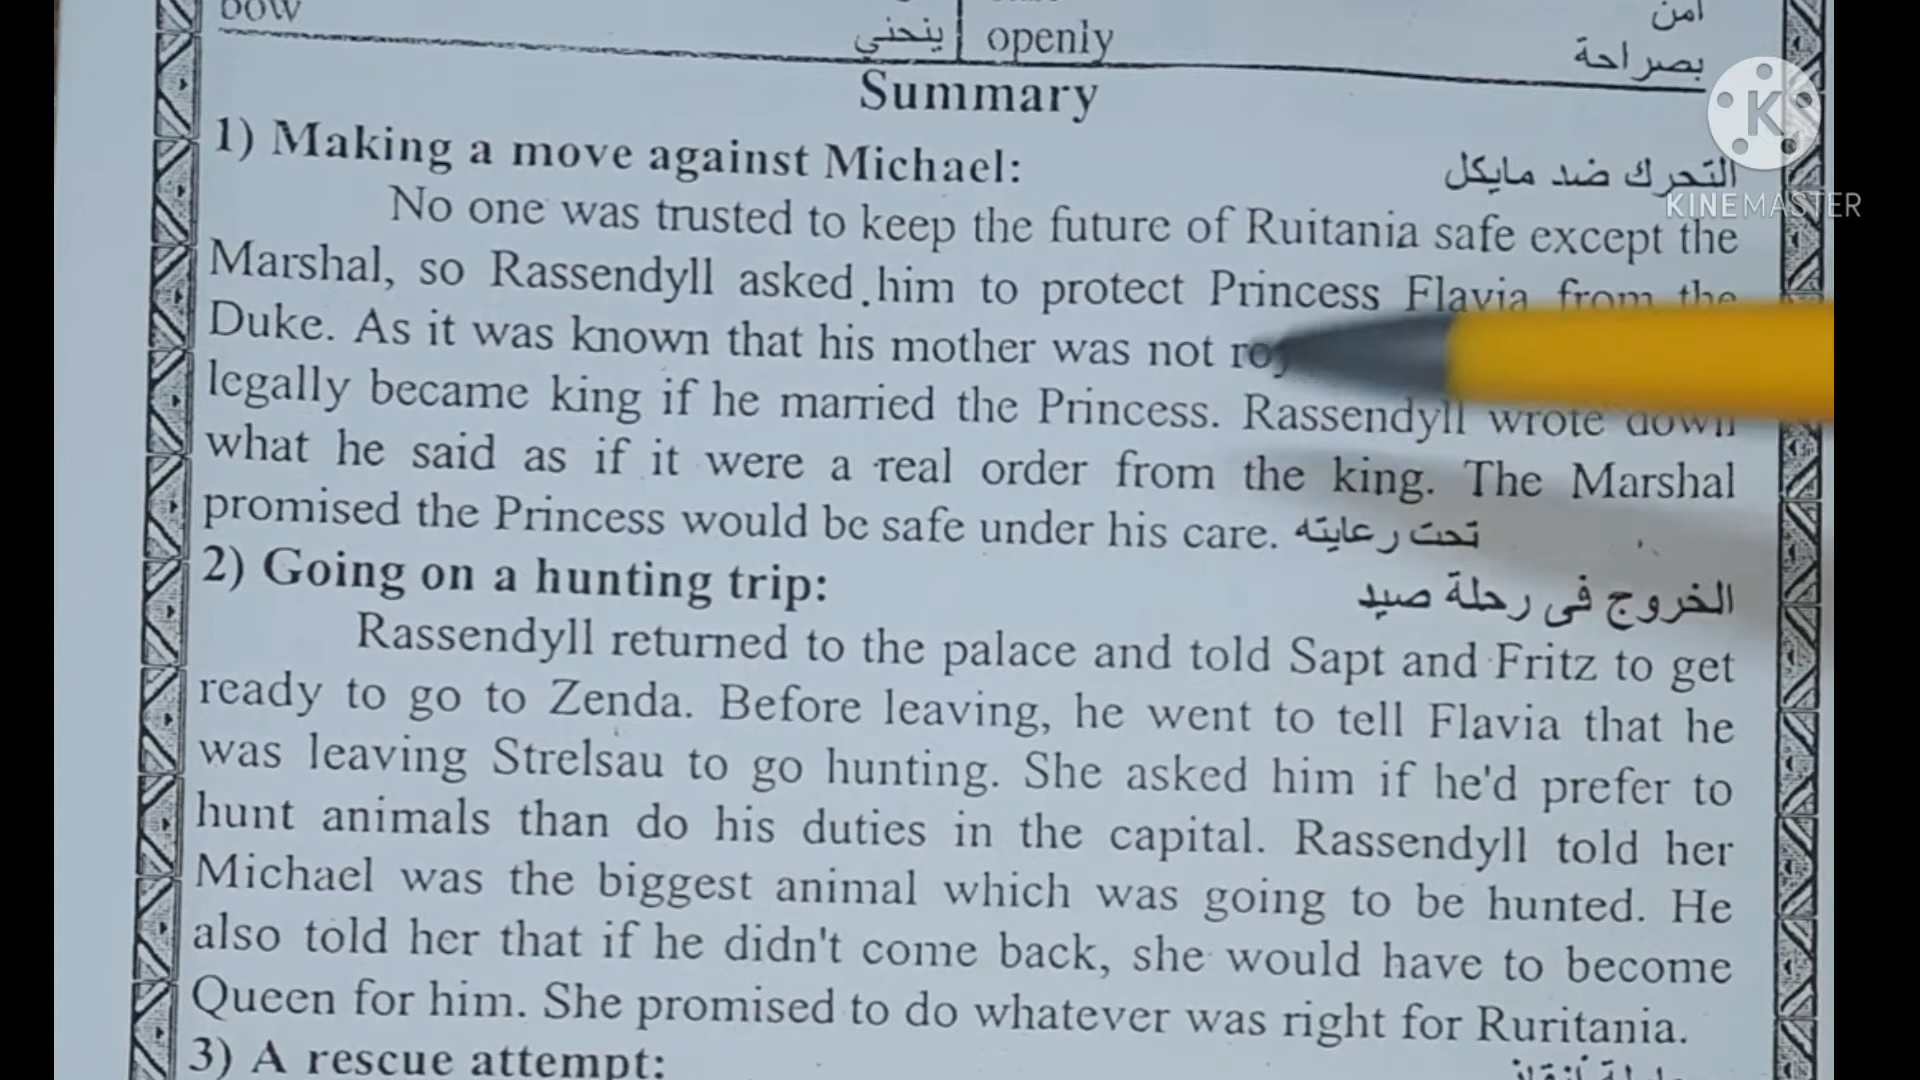 bow ينحني openly أمن
بصراحة
Summary
1) Making a move against Michael: التحرك ضد مايكل
No one was trusted to keep the future of Ruitania safe except the
Marshal, so Rassendyll asked him to protect Princess Flavia from the
Duke. As it was known that his mother was not
legally became king if he married the Princess. Rassendyll wrote down
what he said as if it were a real order from the king. The Marshal
promised the Princess would be safe under his care. تحت رعايته
2) Going on a hunting trip: الخروج فى رحلة صيد
Rassendyll returned to the palace and told Sapt and Fritz to get
ready to go to Zenda. Before leaving, he went to tell Flavia that he
was leaving Strelsau to go hunting. She asked him if he'd prefer to
hunt animals than do his duties in the capital. Rassendyll told her
Michael was the biggest animal which was going to be hunted. He
also told her that if he didn't come back, she would have to become
Queen for him. She promised to do whatever was right for Ruritania.
3) A rescue attempt:
K
KINEMASTER